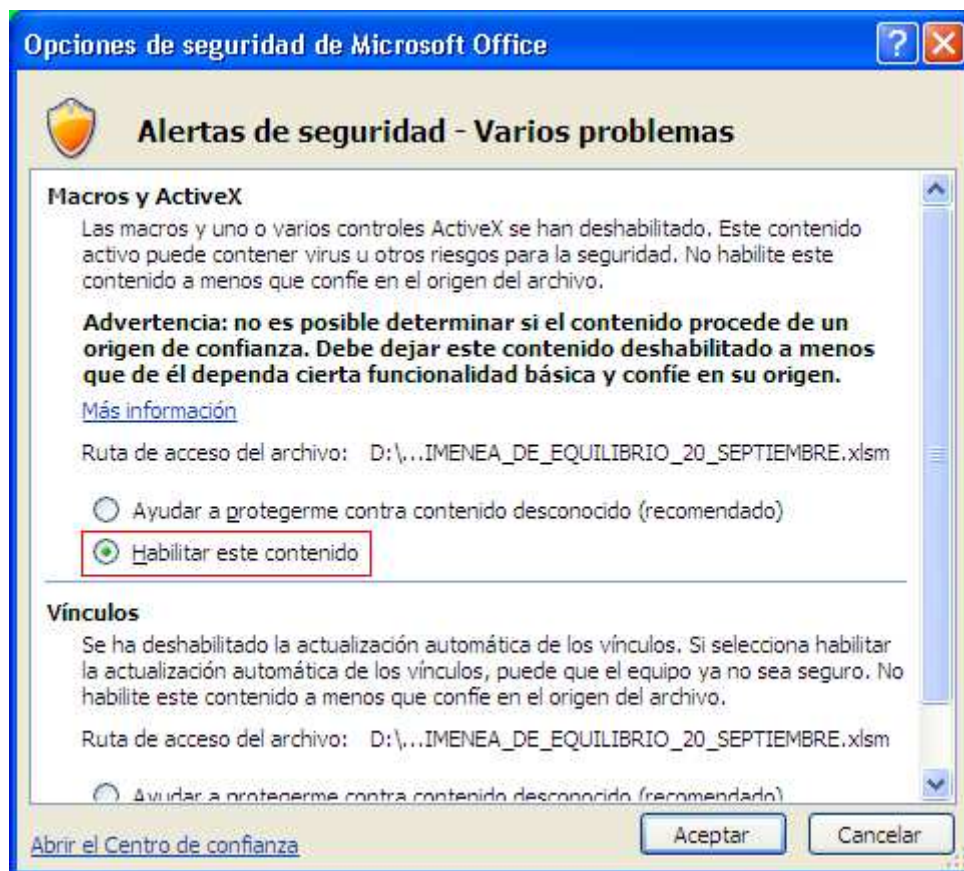 Opciones de seguridad de Microsoft Office
Alertas de seguridad - Varios problemas
Macros y ActiveX
Las macros y uno o varios controles ActiveX se han deshabilitado. Este contenido
activo puede contener virus u otros riesgos para la seguridad. No habilite este
contenido a menos que confíe en el origen del archivo.
Advertencia: no es posible determinar si el contenido procede de un
origen de confianza. Debe dejar este contenido deshabilitado a menos
que de él dependa cierta funcionalidad básica y confíe en su origen.
Más información
Ruta de acceso del archivo: D:\...IMENEA_DE_EQUILIBRIO_20_SEPTIEMBRE.xlsm
Ayudar a protegerme contra contenido desconocido (recomendado)
Habilitar este contenido
Vínculos
Se ha deshabilitado la actualización automática de los vínculos. Si selecciona habilitar
la actualización automática de los vínculos, puede que el equipo ya no sea seguro. No
habilite este contenido a menos que confíe en el origen del archivo.
Ruta de acceso del archivo: D:\...IMENEA_DE_EQUILIBRIO_20_SEPTIEMBRE.xlsm
Ayudar a protegerme contra contenido desconocido (recomendado)
Abrir el Centro de confianza
Aceptar
Cancelar